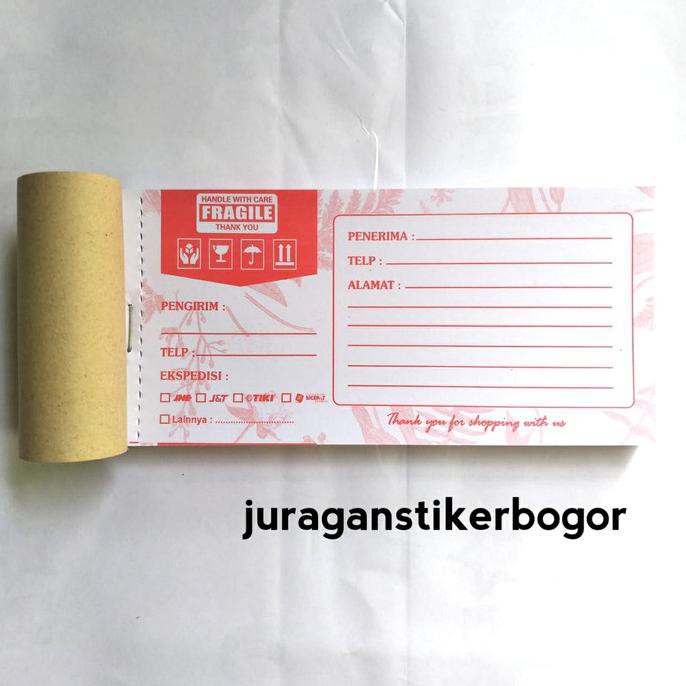 HANDLE WITH CARE
FRAGILE
THANK YOU
PENGIRIM :
TELP :
EKSPEDISI :
JNE J&T TIKI
Lainnya : ............................
PENERIMA :
TELP :
ALAMAT :
Thank you for shopping with us
juraganstikerbogor